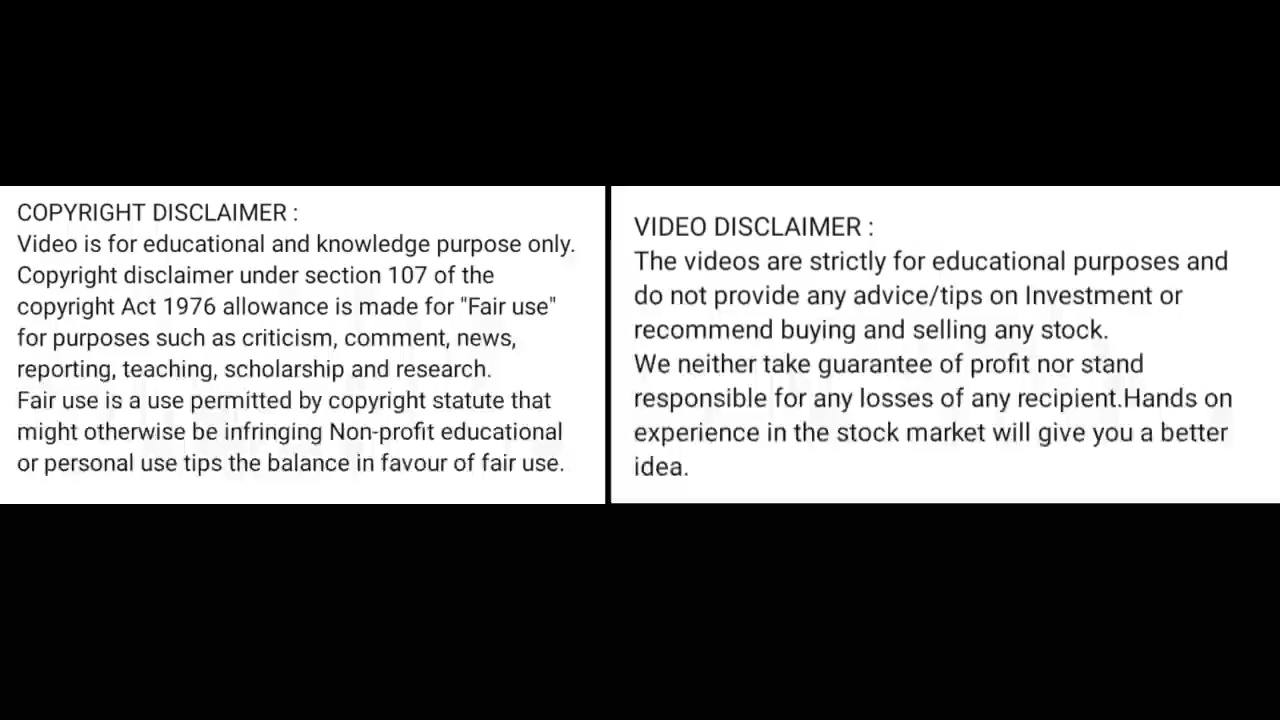 COPYRIGHT DISCLAIMER :
Video is for educational and knowledge purpose only.
Copyright disclaimer under section 107 of the
copyright Act 1976 allowance is made for "Fair use"
for purposes such as criticism, comment, news,
reporting, teaching, scholarship and research.
Fair use is a use permitted by copyright statute that
might otherwise be infringing Non-profit educational
or personal use tips the balance in favour of fair use.
VIDEO DISCLAIMER :
The videos are strictly for educational purposes and
do not provide any advice/tips on Investment or
recommend buying and selling any stock.
We neither take guarantee of profit nor stand
responsible for any losses of any recipient.Hands on
experience in the stock market will give you a better
idea.